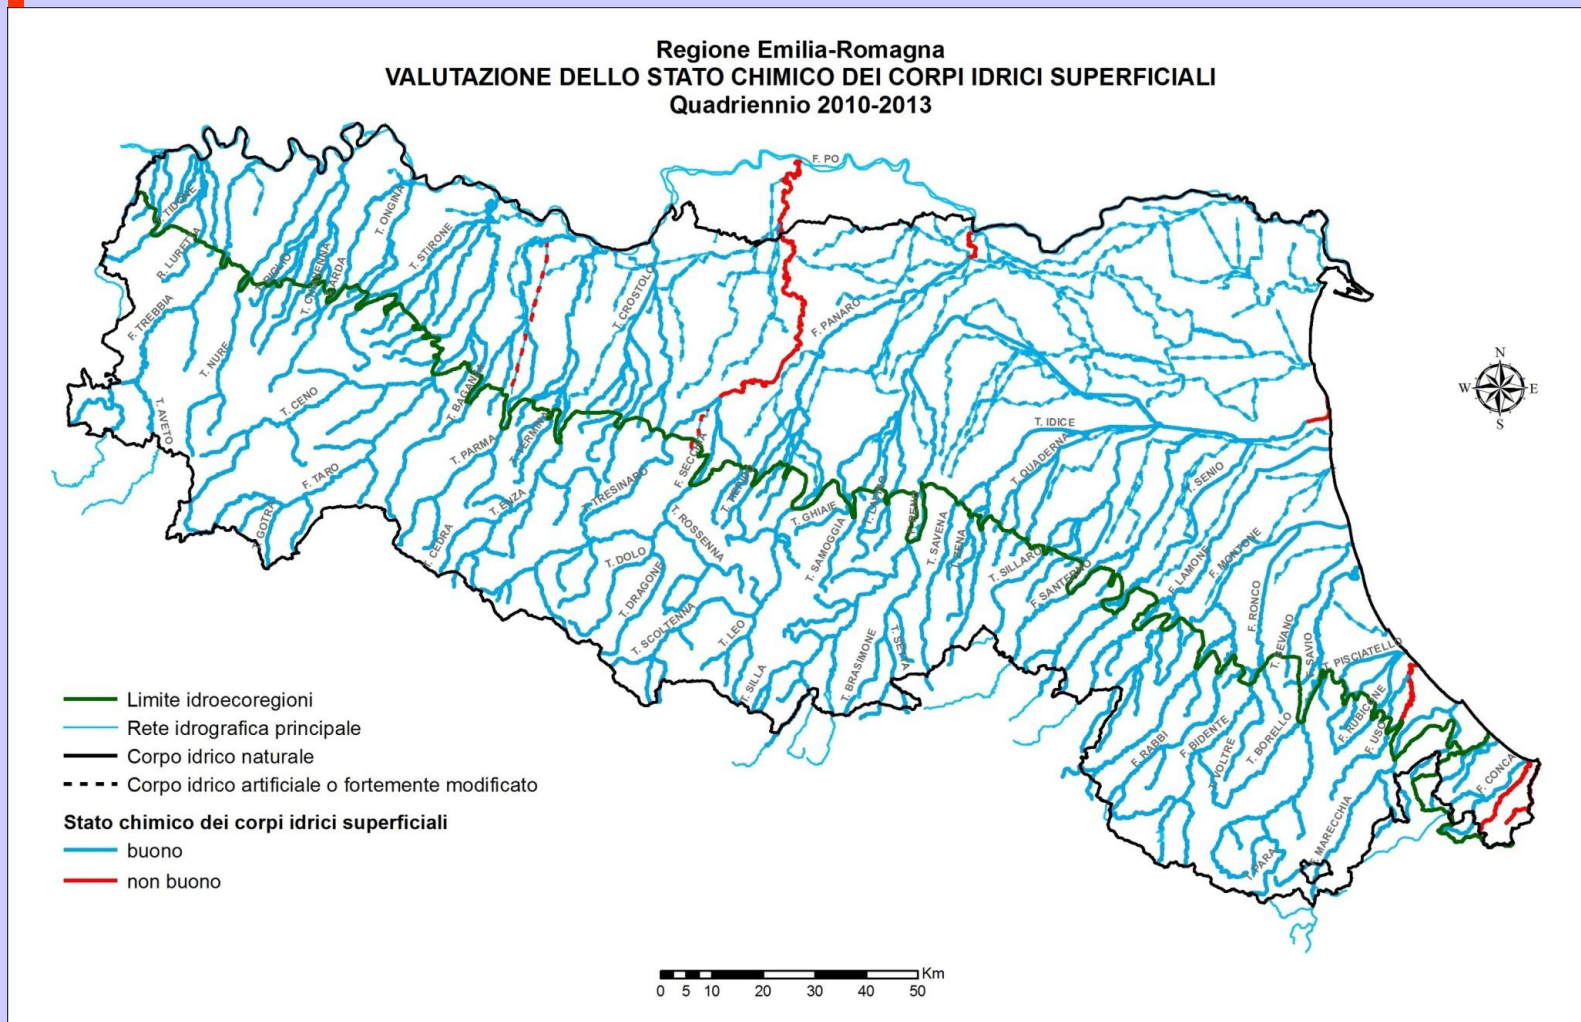 Regione Emilia-Romagna
VALUTAZIONE DELLO STATO CHIMICO DEI CORPI IDRICI SUPERFICIALI
Quadriennio 2010-2013
F. PO
TIDONE
R. LURETTA
T. ONGINA
T. STIRONE
ARDA
F. TREBBIA
T. NURE
T. CROSTOLO
F. PANARO
N
W
E
S
T. CENO
T. AVETO
T. PARMA
F. TARO
T. ENZA
T. CEDRA
TRESINARO
F. SECCHIA
T. ROSSENNA
T. DOLO
T. DRAGONE
T. SCOLTENNA
T. LEO
T. SILLA
T. GHIAIE
T. SAMOGGIA
T. SAVENA
T. BRASIMONE
T. SETTA
T. IDICE
T. QUADERNA
T. SENIO
T. SILLARO
F. SANTERNO
F. LAMONE
F. MONTONE
F. RONCO
T. BEVANO
SAVIO
T. PISCIATELLO
F. RUBICONE
F. USO
F. RABBI
F. BIDENTE
VOLTRE
T. BORELLO
F. CONCA
F. MARECCHIA
T. PARA
Limite idroecoregioni
Rete idrografica principale
Corpo idrico naturale
Corpo idrico artificiale o fortemente modificato
Stato chimico dei corpi idrici superficiali
buono
non buono
Km
0 5 10 20 30 40 50